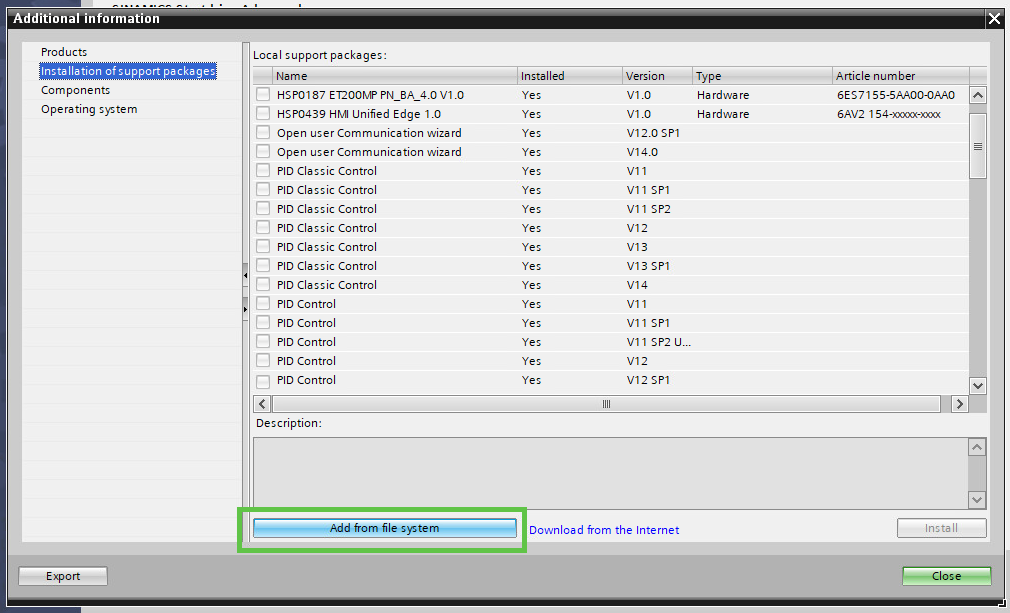 Additional information
Products
Installation of support packages
Components
Operating system
Local support packages:
Name Installed Version Type Article number
HSP0187 ET200MP PN_BA_4.0 V1.0 Yes V1.0 Hardware 6ES7155-5AA00-0AA0
HSP0439 HMI Unified Edge 1.0 Yes V1.0 Hardware 6AV2 154-xxxxx-xxxx
Open user Communication wizard Yes V12.0 SP1
Open user Communication wizard Yes V14.0
PID Classic Control Yes V11
PID Classic Control Yes V11 SP1
PID Classic Control Yes V11 SP2
PID Classic Control Yes V12
PID Classic Control Yes V13
PID Classic Control Yes V13 SP1
PID Classic Control Yes V14
PID Control Yes V11
PID Control Yes V11 SP1
PID Control Yes V11 SP2 U...
PID Control Yes V12
PID Control Yes V12 SP1
Description:
Add from file system Download from the Internet Install
Export Close